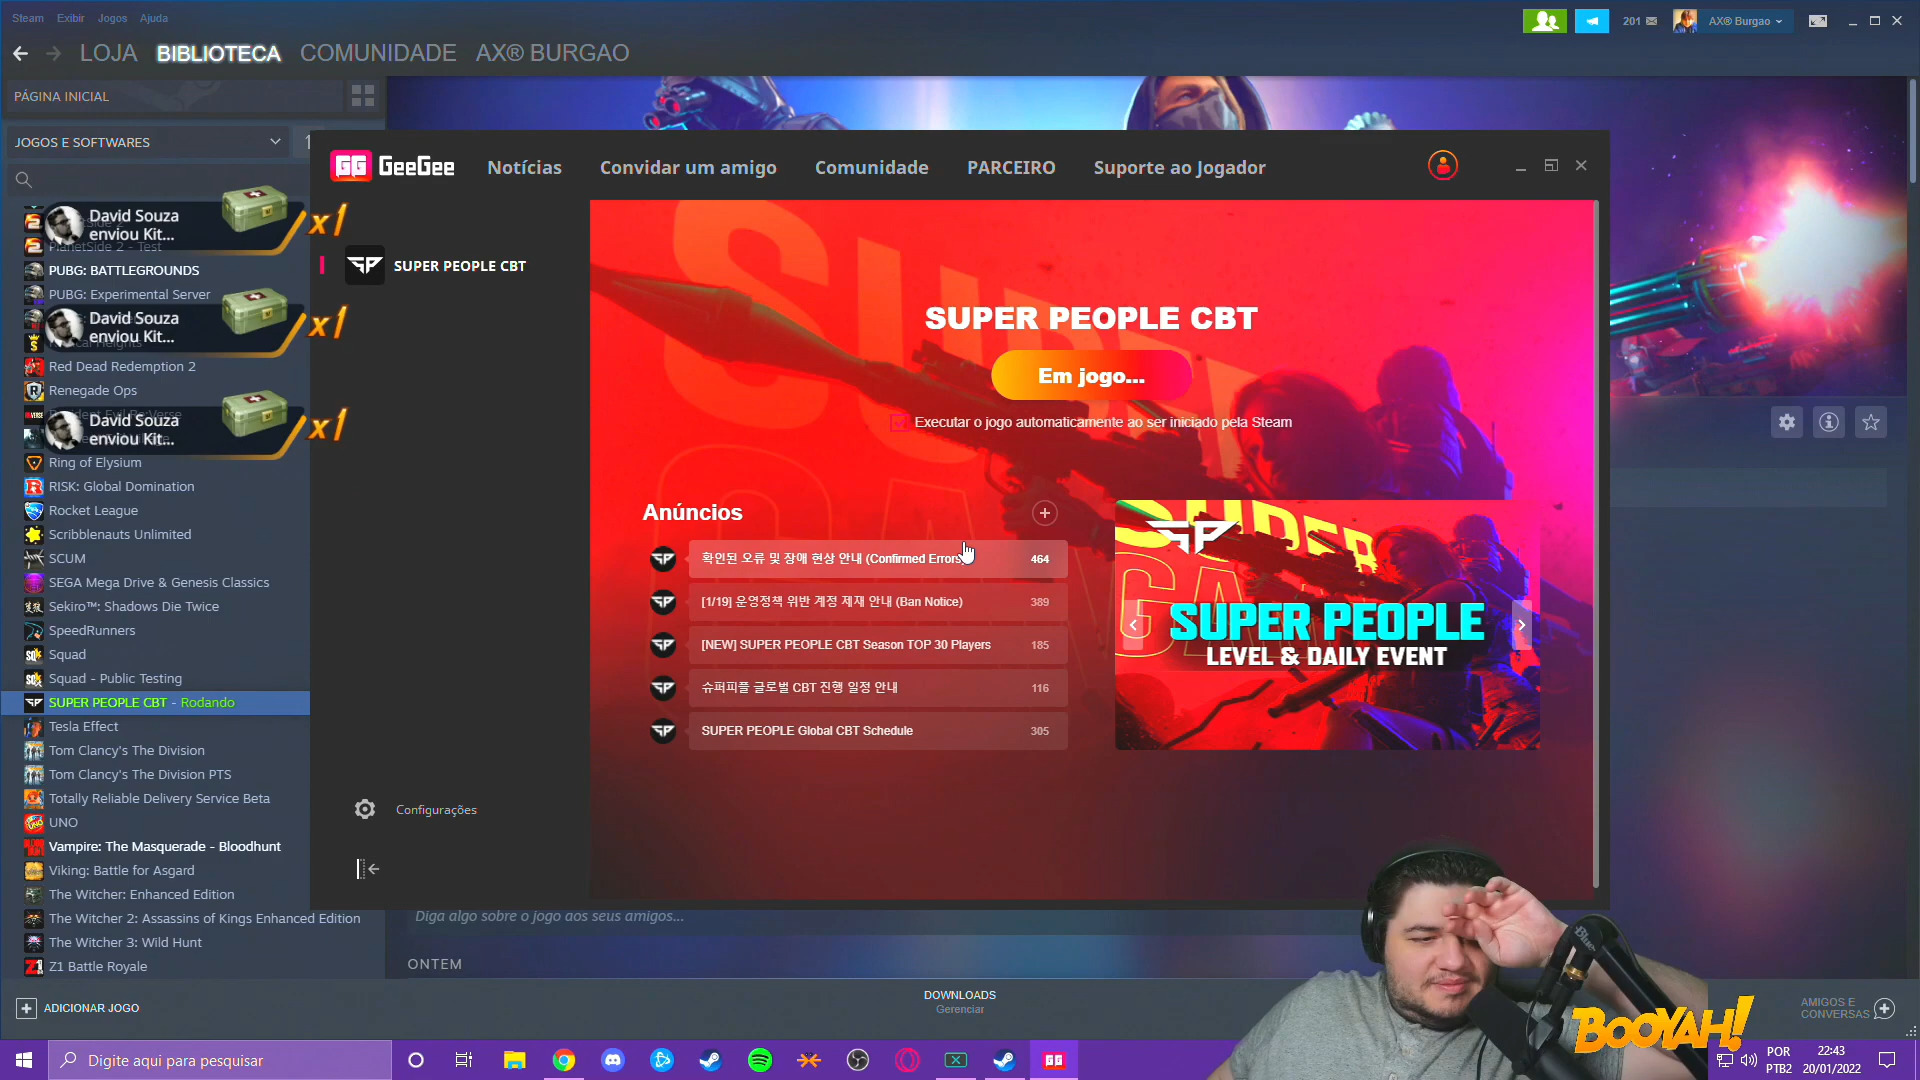 Steam Exibir Jogos Ajuda
201
AX® Burgao
LOJA BIBLIOTECA COMUNIDADE AX® BURGAO
PÁGINA INICIAL
JOGOS E SOFTWARES
David Souza
enviou Kit...
x1
PlanetSide 2 - Test
PUBG: BATTLEGROUNDS
PUBG: Experimental Server
David Souza
enviou Kit...
x1
Red Dead Redemption 2
Renegade Ops
David Souza
enviou Kit...
x1
Ring of Elysium
RISK: Global Domination
Rocket League
Scribblenauts Unlimited
SCUM
SEGA Mega Drive & Genesis Classics
Sekiro™: Shadows Die Twice
SpeedRunners
Squad
Squad - Public Testing
SUPER PEOPLE CBT - Rodando
Tesla Effect
Tom Clancy's The Division
Tom Clancy's The Division PTS
Totally Reliable Delivery Service Beta
UNO
Vampire: The Masquerade - Bloodhunt
Viking: Battle for Asgard
The Witcher: Enhanced Edition
The Witcher 2: Assassins of Kings Enhanced Edition
The Witcher 3: Wild Hunt
Z1 Battle Royale
ADICIONAR JOGO
GG GeeGee Notícias Convidar um amigo Comunidade PARCEIRO Suporte ao Jogador
SUPER PEOPLE CBT
Configurações
SUPER PEOPLE CBT
Em jogo...
Executar o jogo automaticamente ao ser iniciado pela Steam
Anúncios
확인된 오류 및 장애 현상 안내 (Confirmed Errors 464
[1/19] 운영정책 위반 계정 제재 안내 (Ban Notice) 389
[NEW] SUPER PEOPLE CBT Season TOP 30 Players 185
슈퍼피플 글로벌 CBT 진행 일정 안내 116
SUPER PEOPLE Global CBT Schedule 305
SUPER PEOPLE
LEVEL & DAILY EVENT
Diga algo sobre o jogo aos seus amigos...
ONTEM
DOWNLOADS
Gerenciar
AMIGOS E
CONVERSAS
BOOYAH!
Blue
Digite aqui para pesquisar
POR
PTB2
22:43
20/01/2022